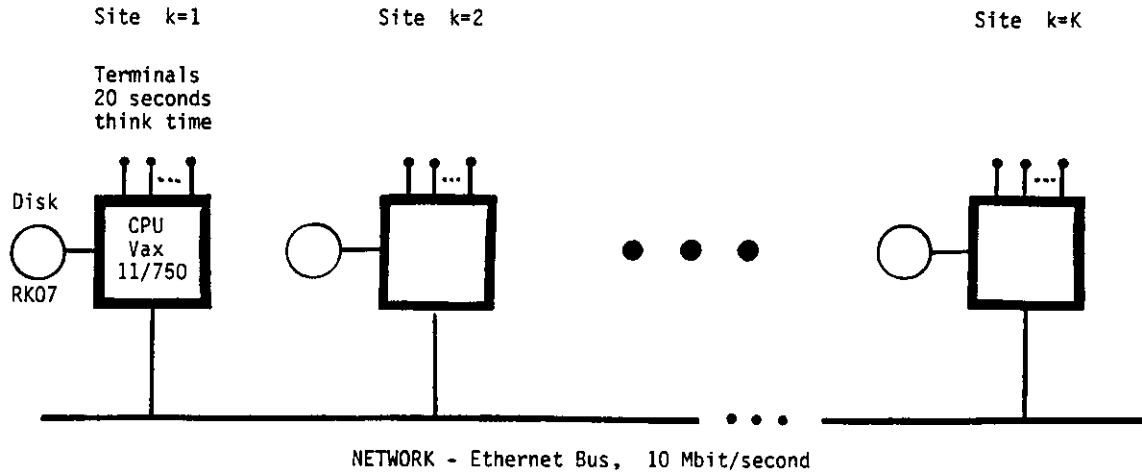 Site k=1
Site k=2
Site k=K
Terminals
20 seconds
think time
Disk
CPU
Vax
11/750
RK07
NETWORK - Ethernet Bus, 10 Mbit/second